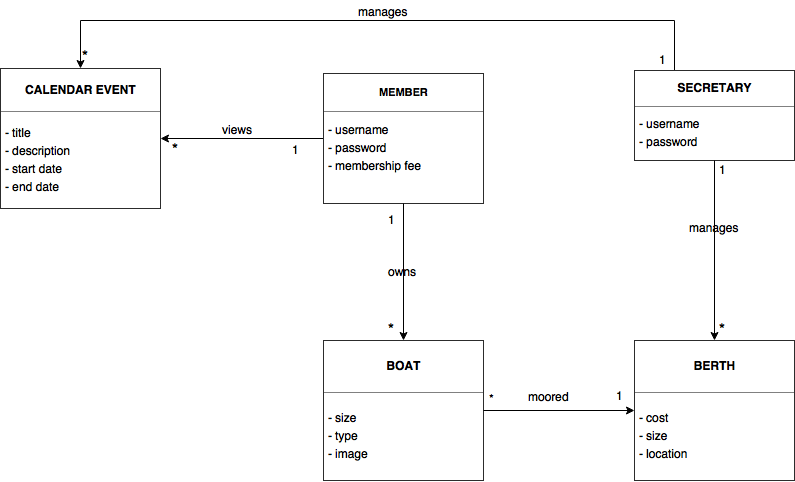 manages
*
1
CALENDAR EVENT
- title
- description
- start date
- end date
views
*
1
MEMBER
- username
- password
- membership fee
SECRETARY
- username
- password
1
manages
*
1
owns
*
BOAT
- size
- type
- image
*
moored
1
BERTH
- cost
- size
- location